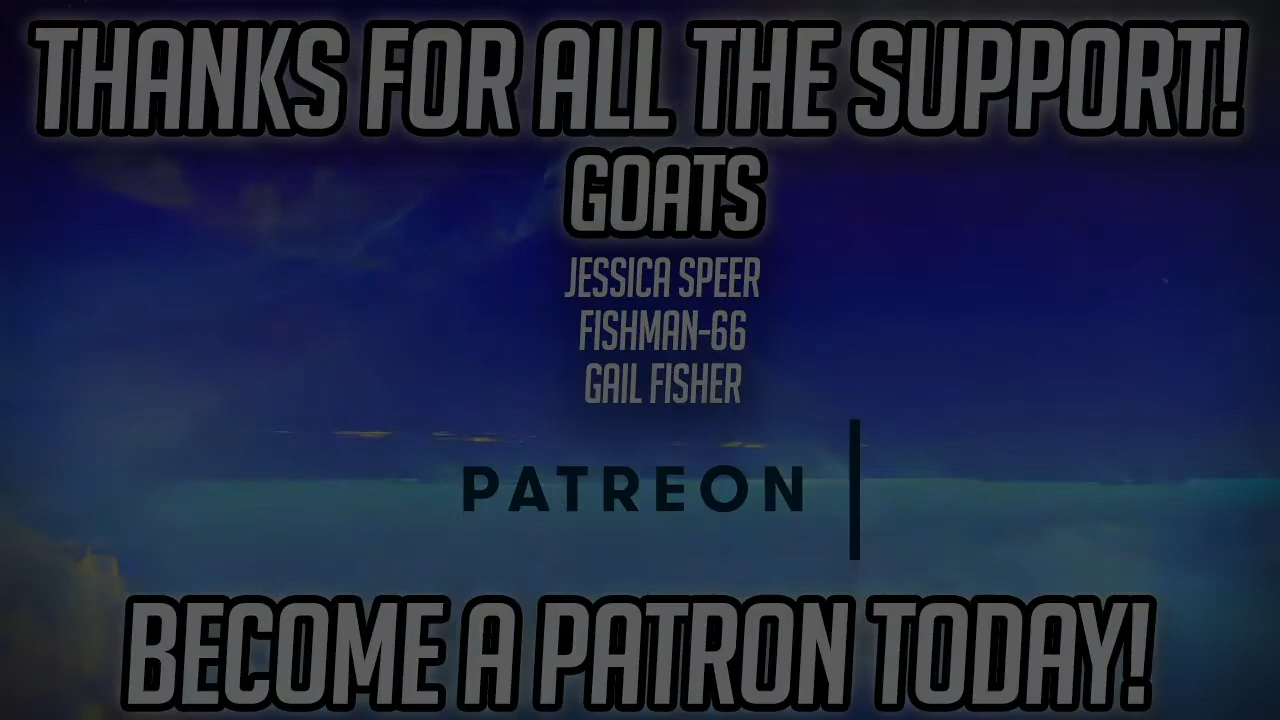 THANKS FOR ALL THE SUPPORT!
GOATS
JESSICA SPEER
FISHMAN-66
GAIL FISHER
PATREON
BECOME A PATRON TODAY!